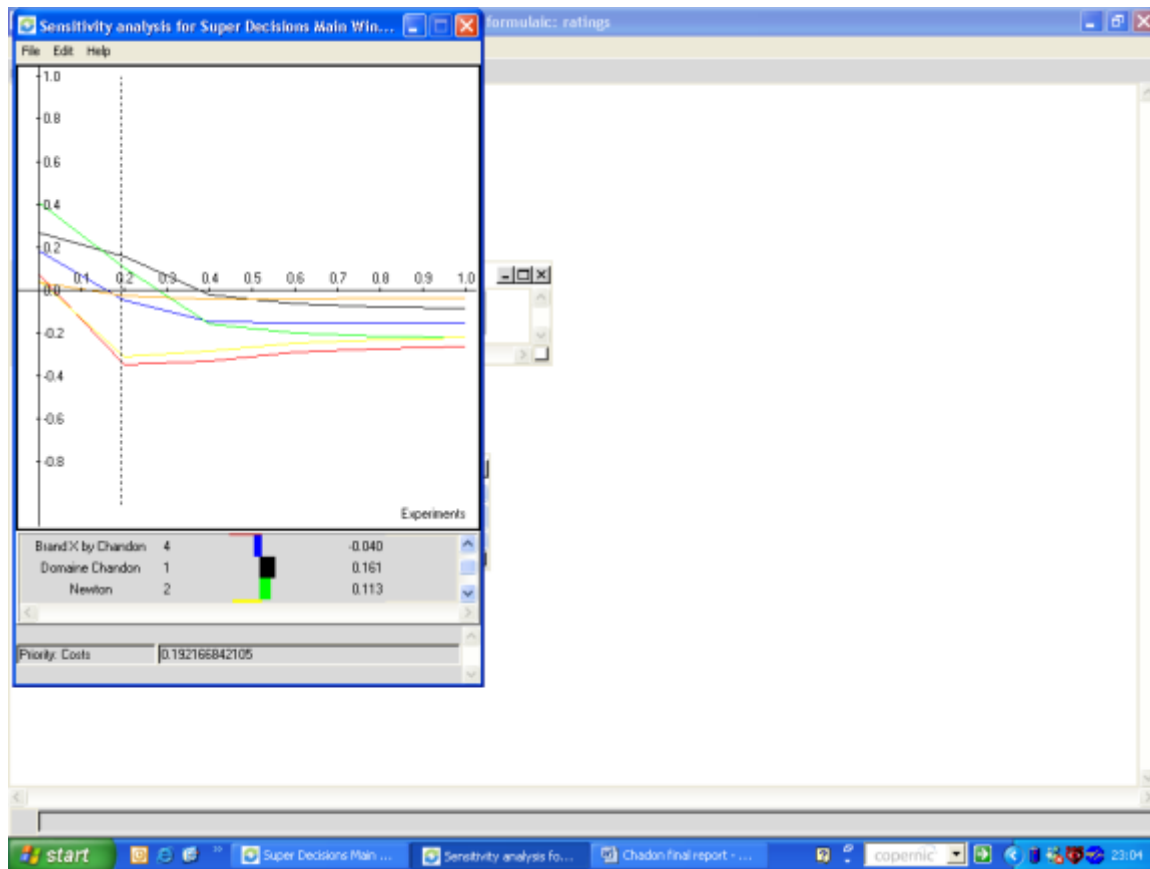 Sensitivity analysis for Super Decisions Main Win...
formulaic: ratings
File Edit Help
1.0
0.8
0.6
0.4
0.2
0.1 0.2 0.3 0.4 0.5 0.6 0.7 0.8 0.9 1.0
0.0
-0.2
-0.4
-0.6
-0.8
Experiments
Brand X by Chandon 4 -0.040
Domaine Chandon 1 0.161
Newton 2 0.113
Priority: Costs 0.192166842105
start Super Decisions Main ... Sensitivity analysis fo... Chadon final report - ... copernic 23:04